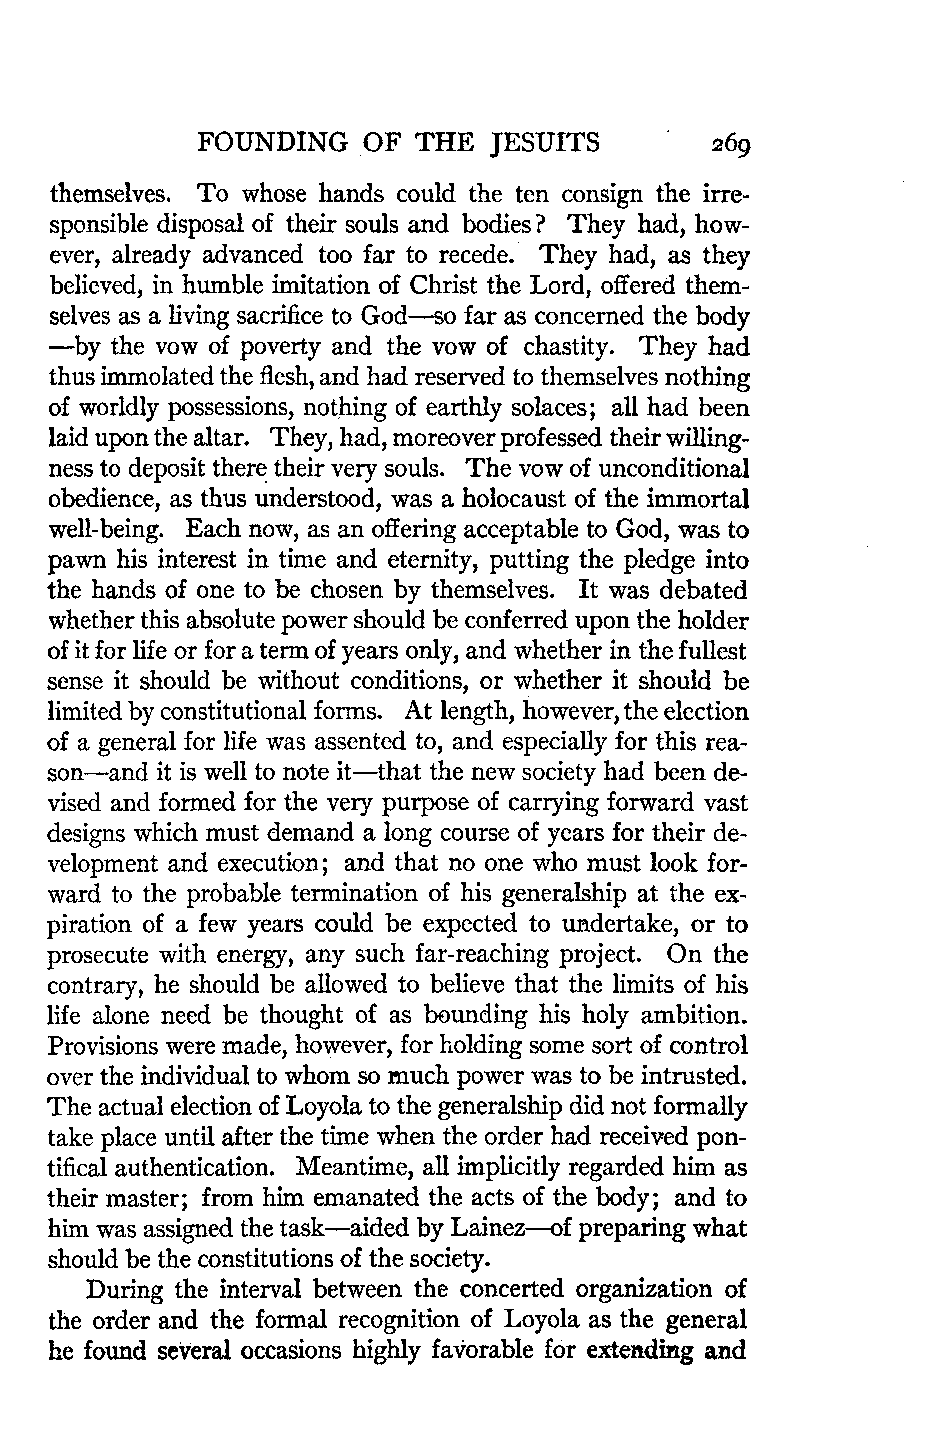 FOUNDING OF THE JESUITS 269
themselves. To whose hands could the ten consign the irre-
sponsible disposal of their souls and bodies? They had, how-
ever, already advanced too far to recede. They had, as they
believed, in humble imitation of Christ the Lord, offered them-
selves as a living sacrifice to God—so far as concerned the body
—by the vow of poverty and the vow of chastity. They had
thus immolated the flesh, and had reserved to themselves nothing
of worldly possessions, nothing of earthly solaces; all had been
laid upon the altar. They, had, moreover professed their willing-
ness to deposit there their very souls. The vow of unconditional
obedience, as thus understood, was a holocaust of the immortal
well-being. Each now, as an offering acceptable to God, was to
pawn his interest in time and eternity, putting the pledge into
the hands of one to be chosen by themselves. It was debated
whether this absolute power should be conferred upon the holder
of it for life or for a term of years only, and whether in the fullest
sense it should be without conditions, or whether it should be
limited by constitutional forms. At length, however, the election
of a general for life was assented to, and especially for this rea-
son—and it is well to note it—that the new society had been de-
vised and formed for the very purpose of carrying forward vast
designs which must demand a long course of years for their de-
velopment and execution; and that no one who must look for-
ward to the probable termination of his generalship at the ex-
piration of a few years could be expected to undertake, or to
prosecute with energy, any such far-reaching project. On the
contrary, he should be allowed to believe that the limits of his
life alone need be thought of as bounding his holy ambition.
Provisions were made, however, for holding some sort of control
over the individual to whom so much power was to be intrusted.
The actual election of Loyola to the generalship did not formally
take place until after the time when the order had received pon-
tifical authentication. Meantime, all implicitly regarded him as
their master; from him emanated the acts of the body; and to
him was assigned the task—aided by Lainez—of preparing what
should be the constitutions of the society.
During the interval between the concerted organization of
the order and the formal recognition of Loyola as the general
he found several occasions highly favorable for extending and